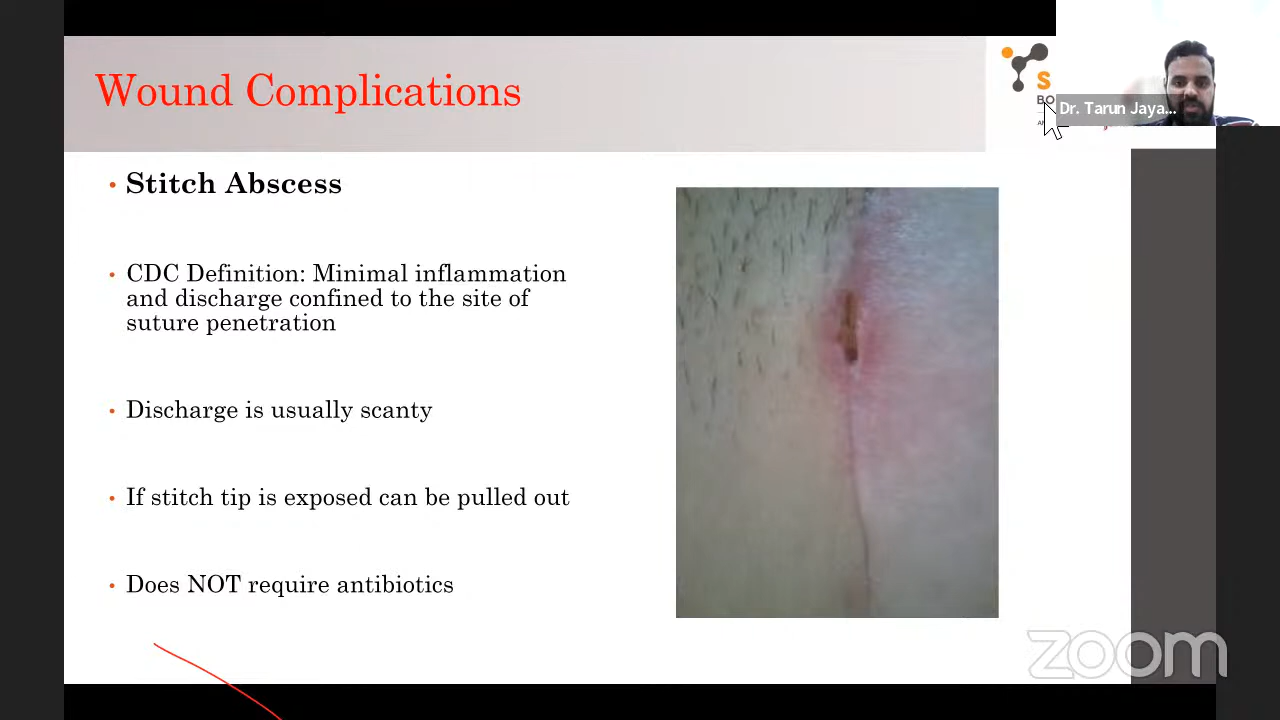 Wound Complications
S
BO
AN
Dr. Tarun Jaya...
• Stitch Abscess
• CDC Definition: Minimal inflammation
and discharge confined to the site of
suture penetration
• Discharge is usually scanty
• If stitch tip is exposed can be pulled out
• Does NOT require antibiotics
zoom